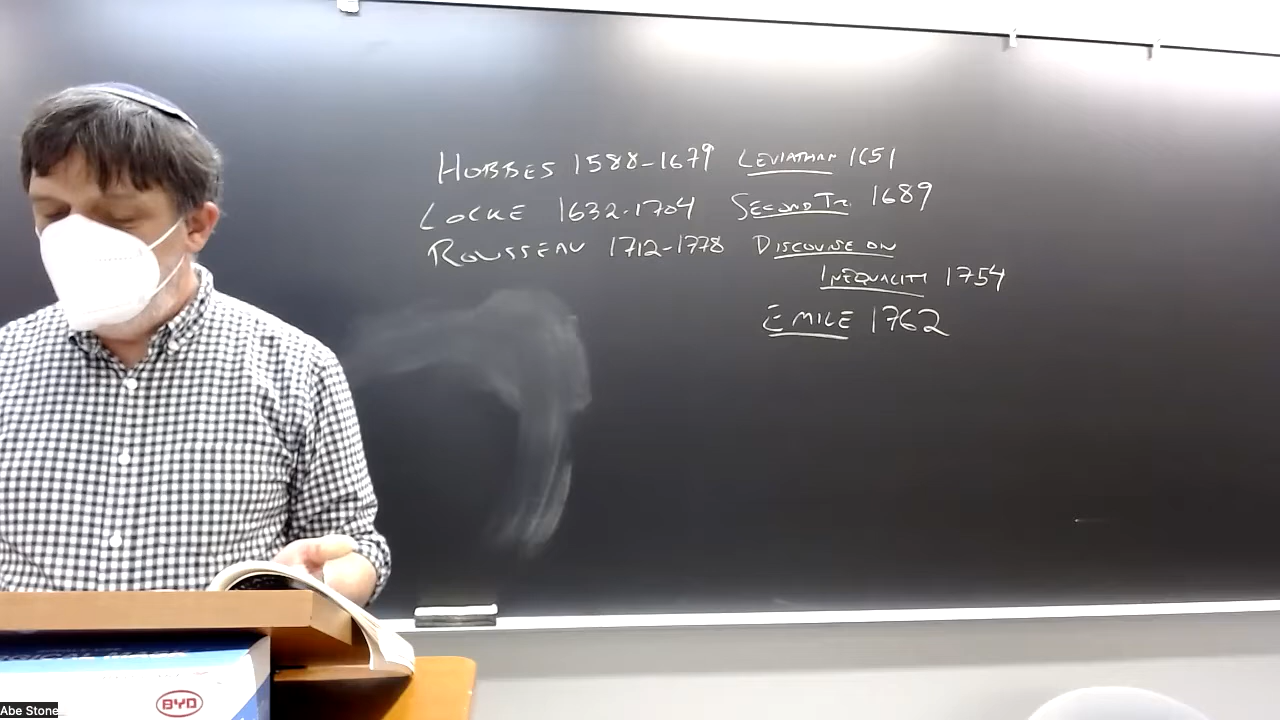 HOBBES 1588-1679 LEVIATHAN 1651
LOCKE 1632-1704 SECOND TR. 1689
ROUSSEAU 1712-1778 DISCOURSE ON
INEQUALITY 1754
EMILE 1762
BYD
Abe Stone